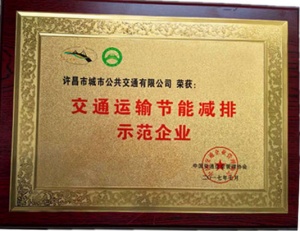 许昌市城市公共交通有限公司 荣获:
交通运输节能减排
示范企业